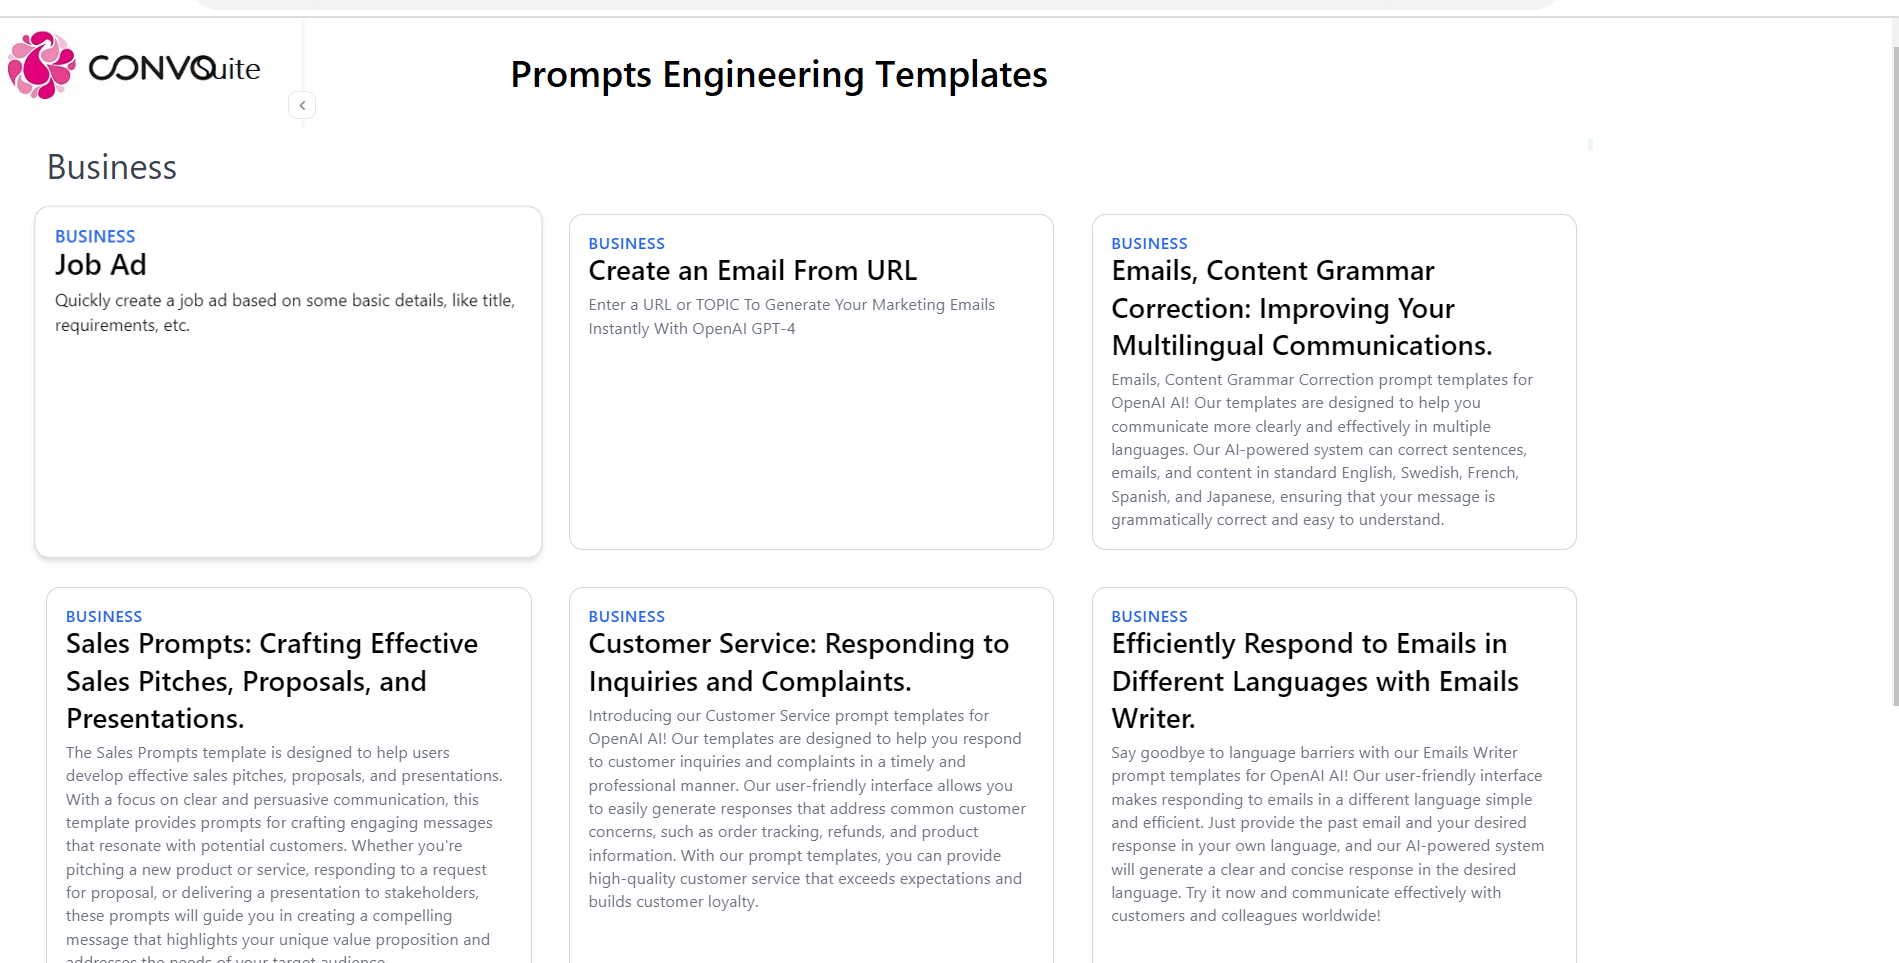 CONVOuite
Prompts Engineering Templates
Business
BUSINESS
Job Ad
Quickly create a job ad based on some basic details, like title,
requirements, etc.
BUSINESS
Create an Email From URL
Enter a URL or TOPIC To Generate Your Marketing Emails
Instantly With OpenAI GPT-4
BUSINESS
Emails, Content Grammar
Correction: Improving Your
Multilingual Communications.
Emails, Content Grammar Correction prompt templates for
OpenAI AI! Our templates are designed to help you
communicate more clearly and effectively in multiple
languages. Our AI-powered system can correct sentences,
emails, and content in standard English, Swedish, French,
Spanish, and Japanese, ensuring that your message is
grammatically correct and easy to understand.
BUSINESS
Sales Prompts: Crafting Effective
Sales Pitches, Proposals, and
Presentations.
The Sales Prompts template is designed to help users
develop effective sales pitches, proposals, and presentations.
With a focus on clear and persuasive communication, this
template provides prompts for crafting engaging messages
that resonate with potential customers. Whether you're
pitching a new product or service, responding to a request
for proposal, or delivering a presentation to stakeholders,
these prompts will guide you in creating a compelling
message that highlights your unique value proposition and
addresses the needs of your target audience.
BUSINESS
Customer Service: Responding to
Inquiries and Complaints.
Introducing our Customer Service prompt templates for
OpenAI AI! Our templates are designed to help you respond
to customer inquiries and complaints in a timely and
professional manner. Our user-friendly interface allows you
to easily generate responses that address common customer
concerns, such as order tracking, refunds, and product
information. With our prompt templates, you can provide
high-quality customer service that exceeds expectations and
builds customer loyalty.
BUSINESS
Efficiently Respond to Emails in
Different Languages with Emails
Writer.
Say goodbye to language barriers with our Emails Writer
prompt templates for OpenAI AI! Our user-friendly interface
makes responding to emails in a different language simple
and efficient. Just provide the past email and your desired
response in your own language, and our AI-powered system
will generate a clear and concise response in the desired
language. Try it now and communicate effectively with
customers and colleagues worldwide!